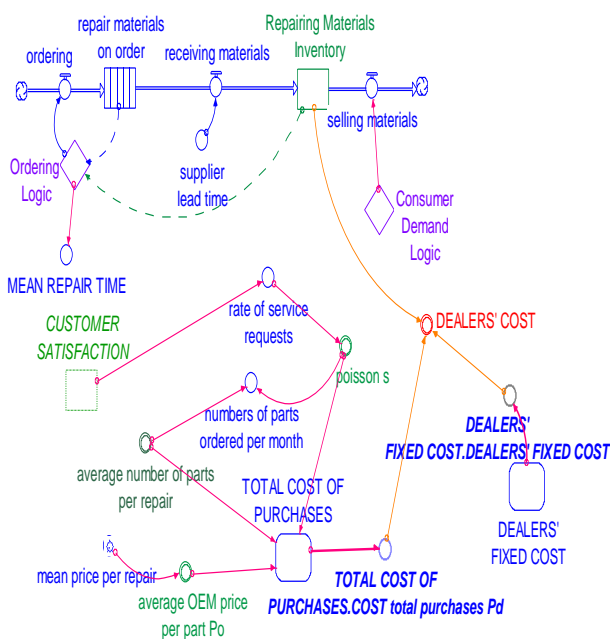 repair materials
on order
Repairing Materials
Inventory
ordering
receiving materials
selling materials
Ordering
Logic
supplier
lead time
Consumer
Demand
Logic
MEAN REPAIR TIME
CUSTOMER
SATISFACTION
rate of service
requests
DEALERS' COST
poisson s
numbers of parts
ordered per month
DEALERS'
FIXED COST.DEALERS' FIXED COST
average number of parts
per repair
TOTAL COST OF
PURCHASES
DEALERS'
FIXED COST
mean price per repair
TOTAL COST OF
PURCHASES.COST total purchases Pd
average OEM price
per part Po